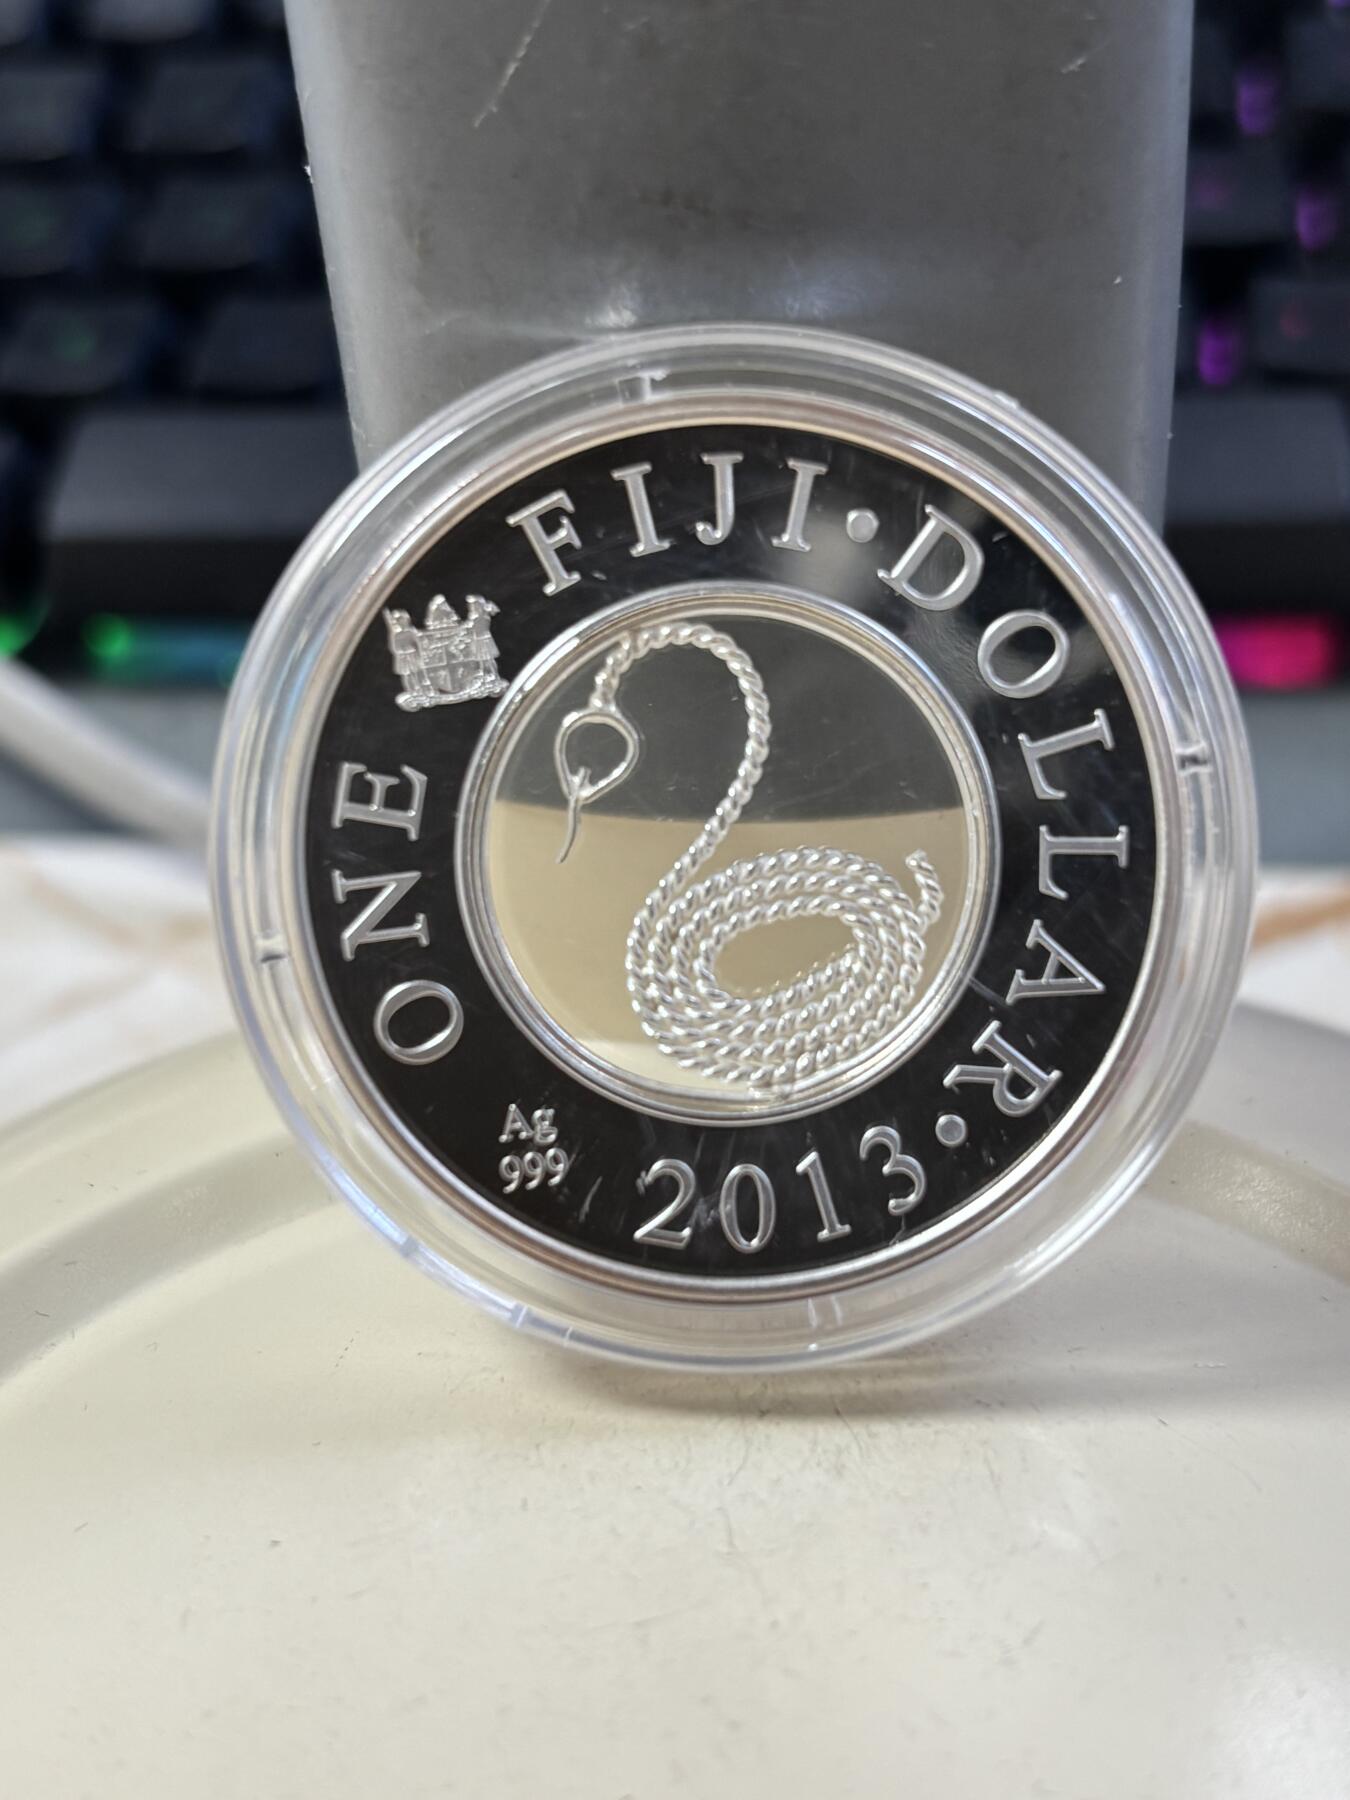 ONE FIJI • DOLLAR • 2013
Ag
999